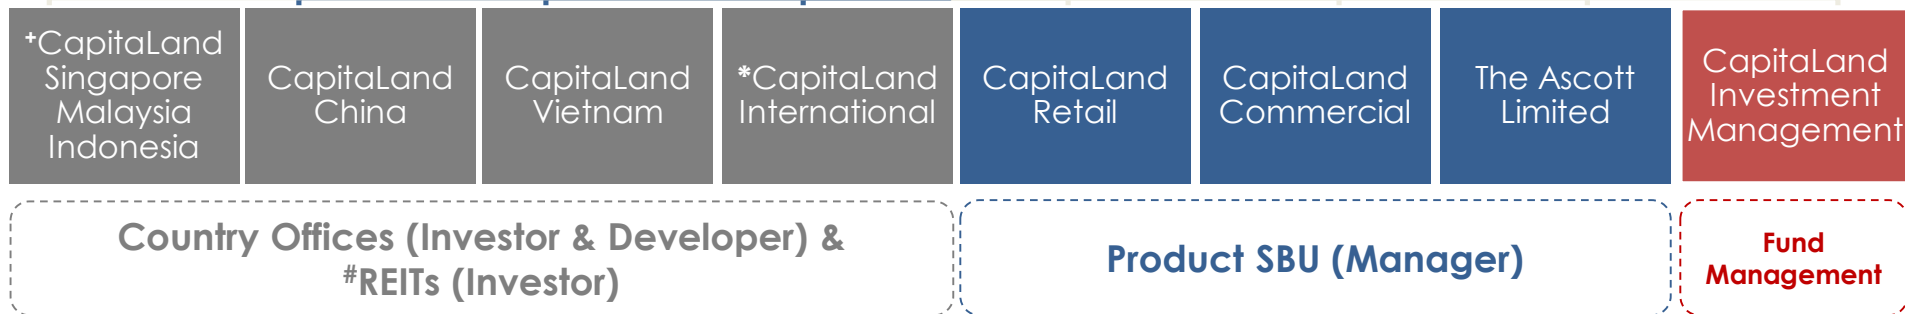 +CapitaLand
Singapore
Malaysia
Indonesia
CapitaLand
China
CapitaLand
Vietnam
*CapitaLand
International
CapitaLand
Retail
CapitaLand
Commercial
The Ascott
Limited
CapitaLand
Investment
Management
Country Offices (Investor & Developer) &
#REITs (Investor)
Product SBU (Manager)
Fund
Management